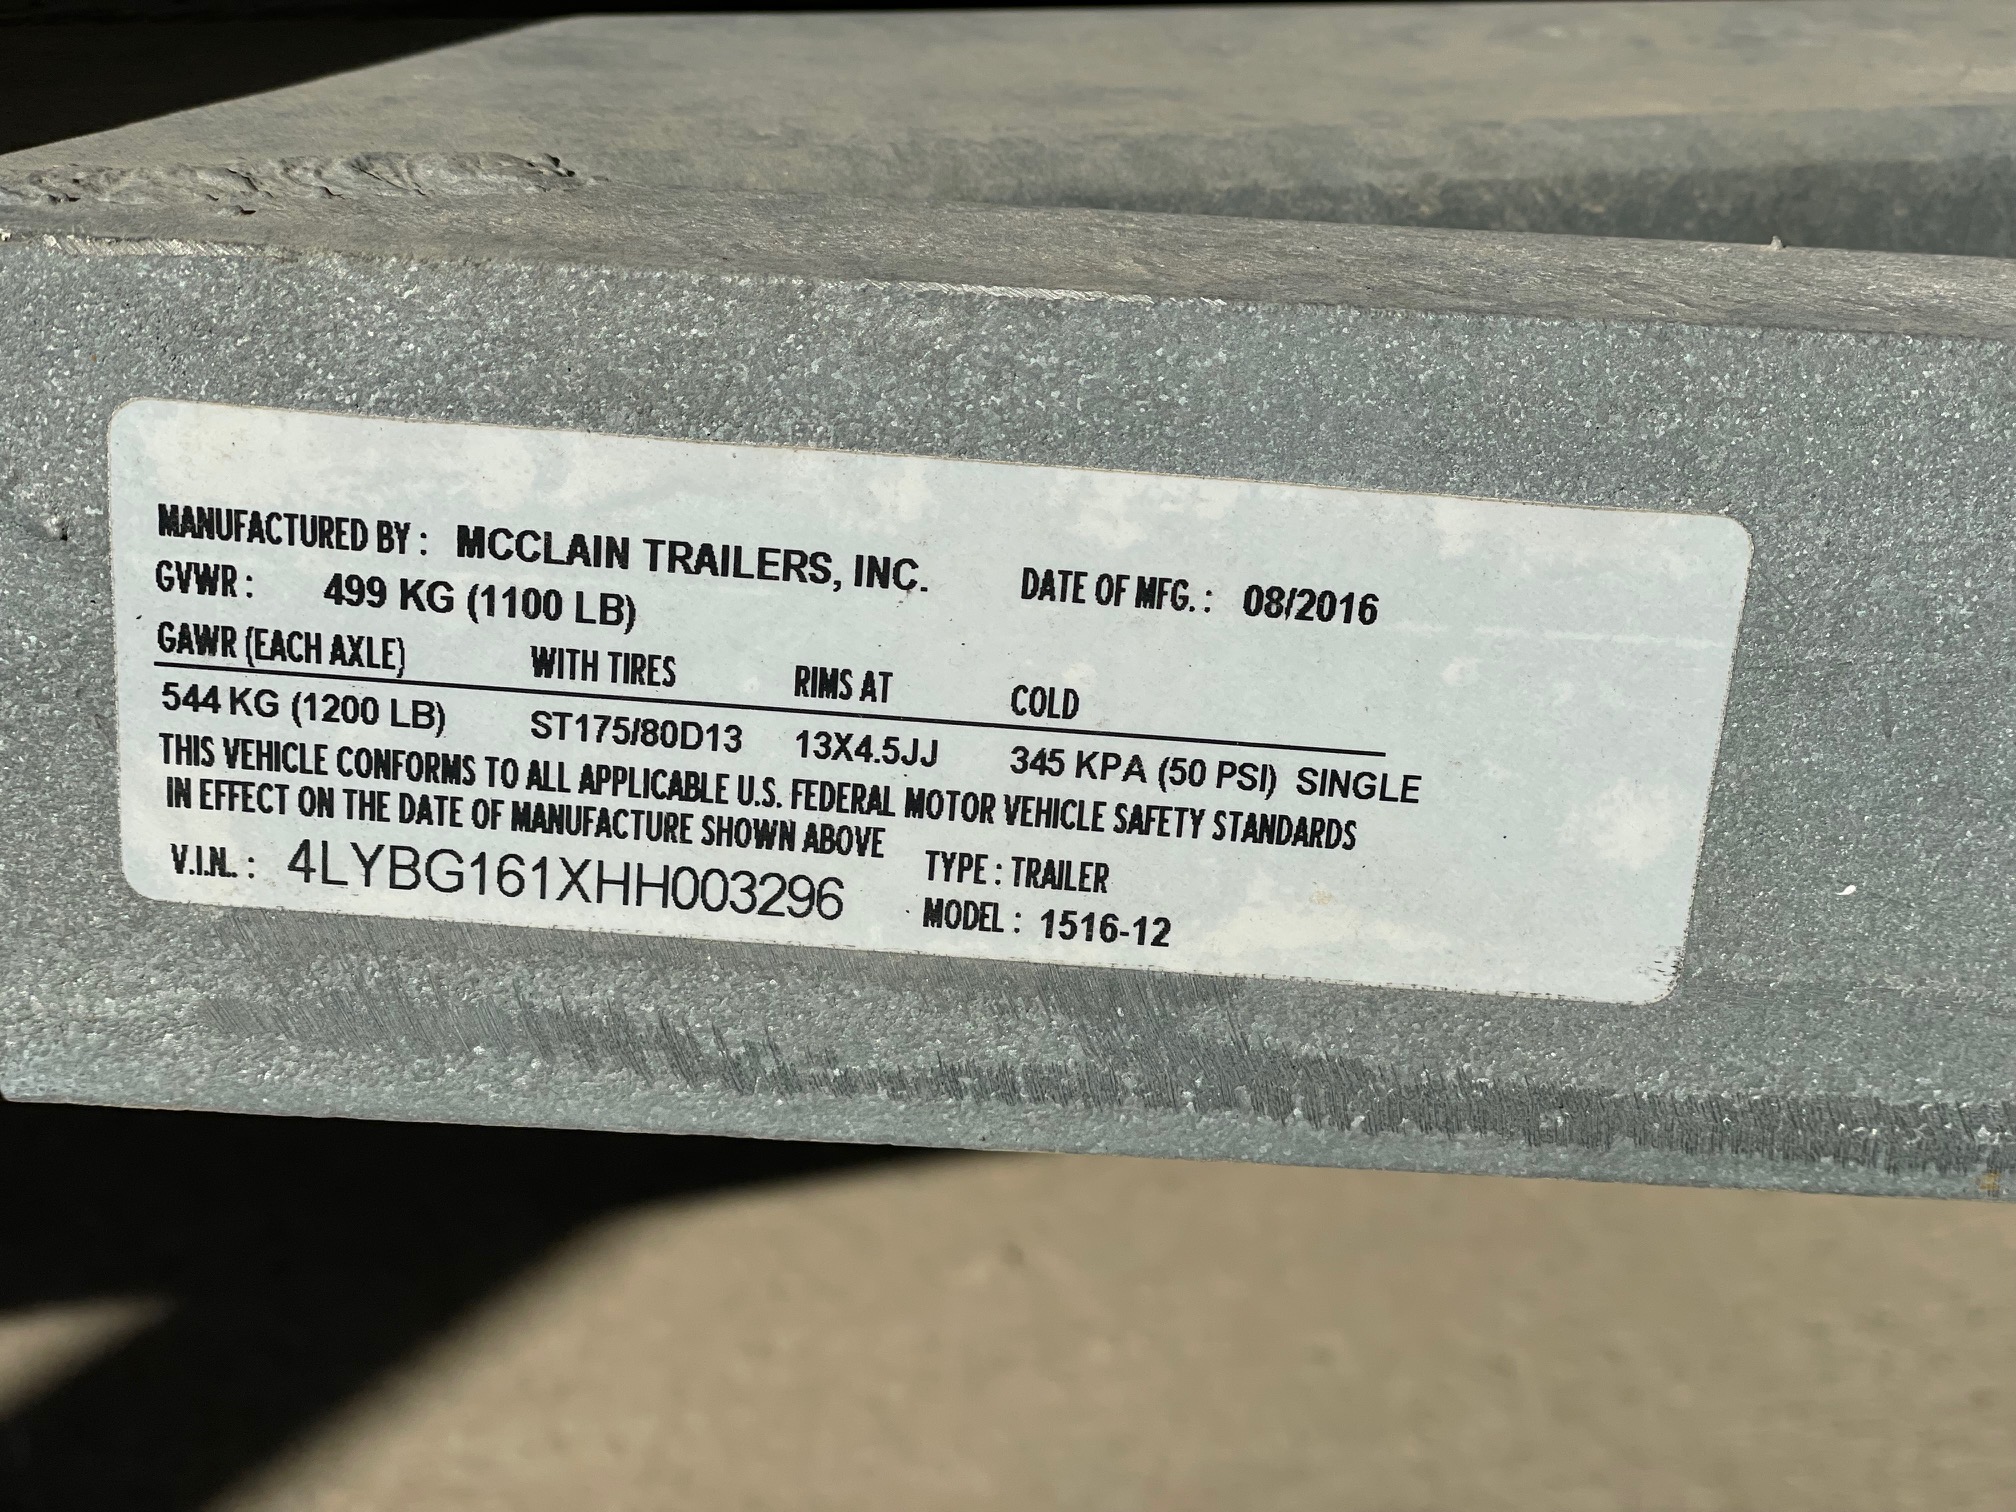 MANUFACTURED BY : MCCLAIN TRAILERS, INC. DATE OF MFG. : 08/2016
GVWR : 499 KG (1100 LB)
GAWR (EACH AXLE) WITH TIRES RIMS AT COLD
544 KG (1200 LB) ST175/80D13 13X4.5JJ 345 KPA (50 PSI) SINGLE
THIS VEHICLE CONFORMS TO ALL APPLICABLE U.S. FEDERAL MOTOR VEHICLE SAFETY STANDARDS
IN EFFECT ON THE DATE OF MANUFACTURE SHOWN ABOVE
V.I.N. : 4LYBG161XHH003296 TYPE : TRAILER
MODEL : 1516-12